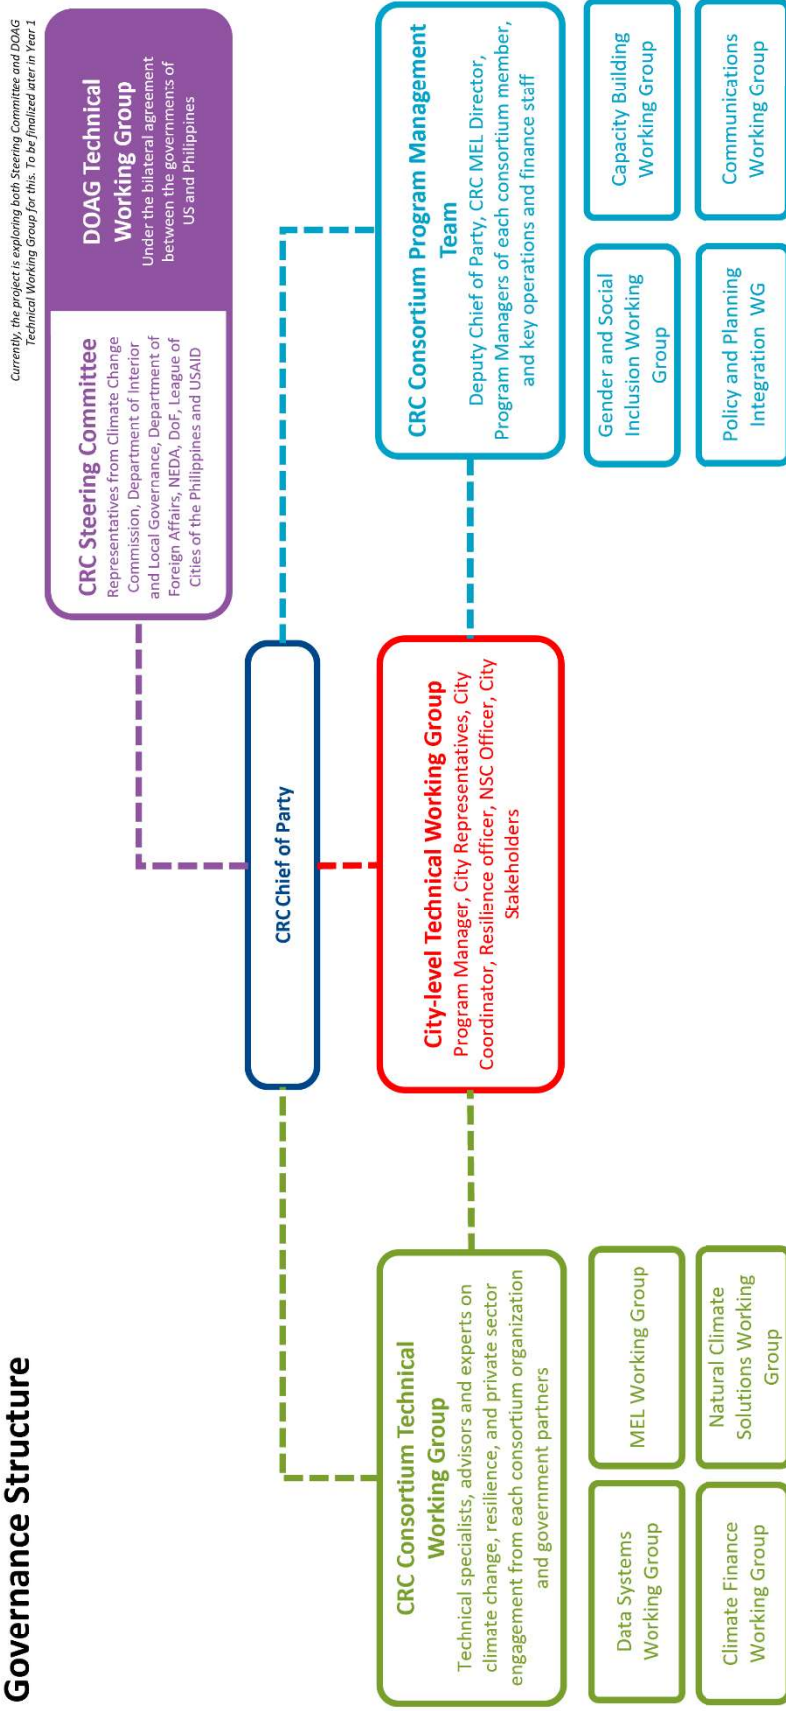 Governance Structure
Currently, the project is exploring both Steering Committee and DOAG
Technical Working Group for this. To be finalized later in Year 1
CRC Steering Committee
Representatives from Climate Change
Commission, Department of Interior
and Local Governance, Department of
Foreign Affairs, NEDA, DoF, League of
Cities of the Philippines and USAID
DOAG Technical
Working Group
Under the bilateral agreement
between the governments of
US and Philippines
CRC Chief of Party
CRC Consortium Technical
Working Group
Technical specialists, advisors and experts on
climate change, resilience, and private sector
engagement from each consortium organization
and government partners
City-level Technical Working Group
Program Manager, City Representatives, City
Coordinator, Resilience officer, NSC Officer, City
Stakeholders
CRC Consortium Program Management
Team
Deputy Chief of Party, CRC MEL Director,
Program Managers of each consortium member,
and key operations and finance staff
Data Systems
Working Group
MEL Working Group
Climate Finance
Working Group
Natural Climate
Solutions Working
Group
Gender and Social
Inclusion Working
Group
Capacity Building
Working Group
Policy and Planning
Integration WG
Communications
Working Group